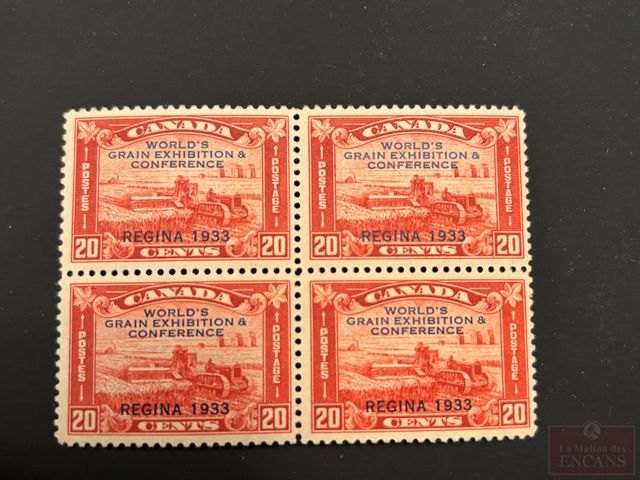 CANADA
WORLD'S
GRAIN EXHIBITION &
CONFERENCE
POSTES
POSTAGE
REGINA 1933
20 CENTS 20
CANADA
WORLD'S
GRAIN EXHIBITION &
CONFERENCE
POSTES
POSTAGE
REGINA 1933
20 CENTS 20
CANADA
WORLD'S
GRAIN EXHIBITION &
CONFERENCE
POSTES
POSTAGE
REGINA 1933
20 CENTS 20
CANADA
WORLD'S
GRAIN EXHIBITION &
CONFERENCE
POSTES
POSTAGE
REGINA 1933
20 CENTS 20
La Maison des
ENCANS